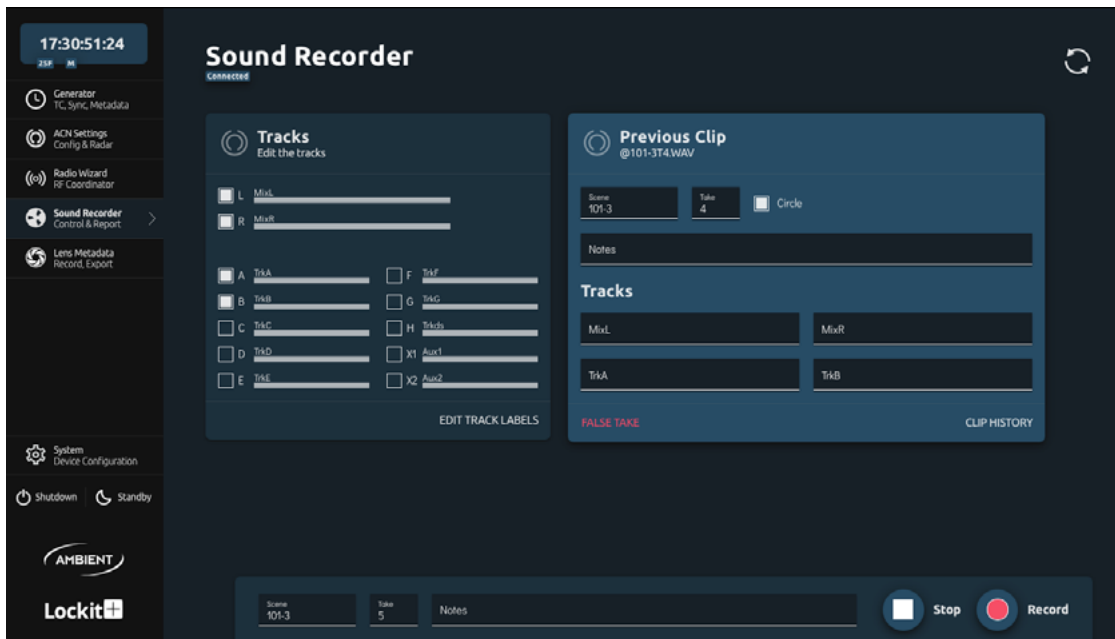 17:30:51:24
25P M
Generator
TC, Sync, Metadata
ACN Settings
Config & Radar
Radio Wizard
RF Coordinator
Sound Recorder
Control & Report
Lens Metadata
Record, Export
System
Device Configuration
Shutdown
Standby
AMBIENT
Lockit+
Sound Recorder
Connected
Tracks
Edit the tracks
L MixL
R MixR
A TrkA
B TrkB
C TrkC
D TrkD
E TrkE
F TrkF
G TrkG
H Trkds
X1 Aux1
X2 Aux2
EDIT TRACK LABELS
Previous Clip
@101-3T4.WAV
Scene
101-3
Take
4
Circle
Notes
Tracks
MixL
MixR
TrkA
TrkB
FALSE TAKE
CLIP HISTORY
Scene
101-3
Take
5
Notes
Stop
Record